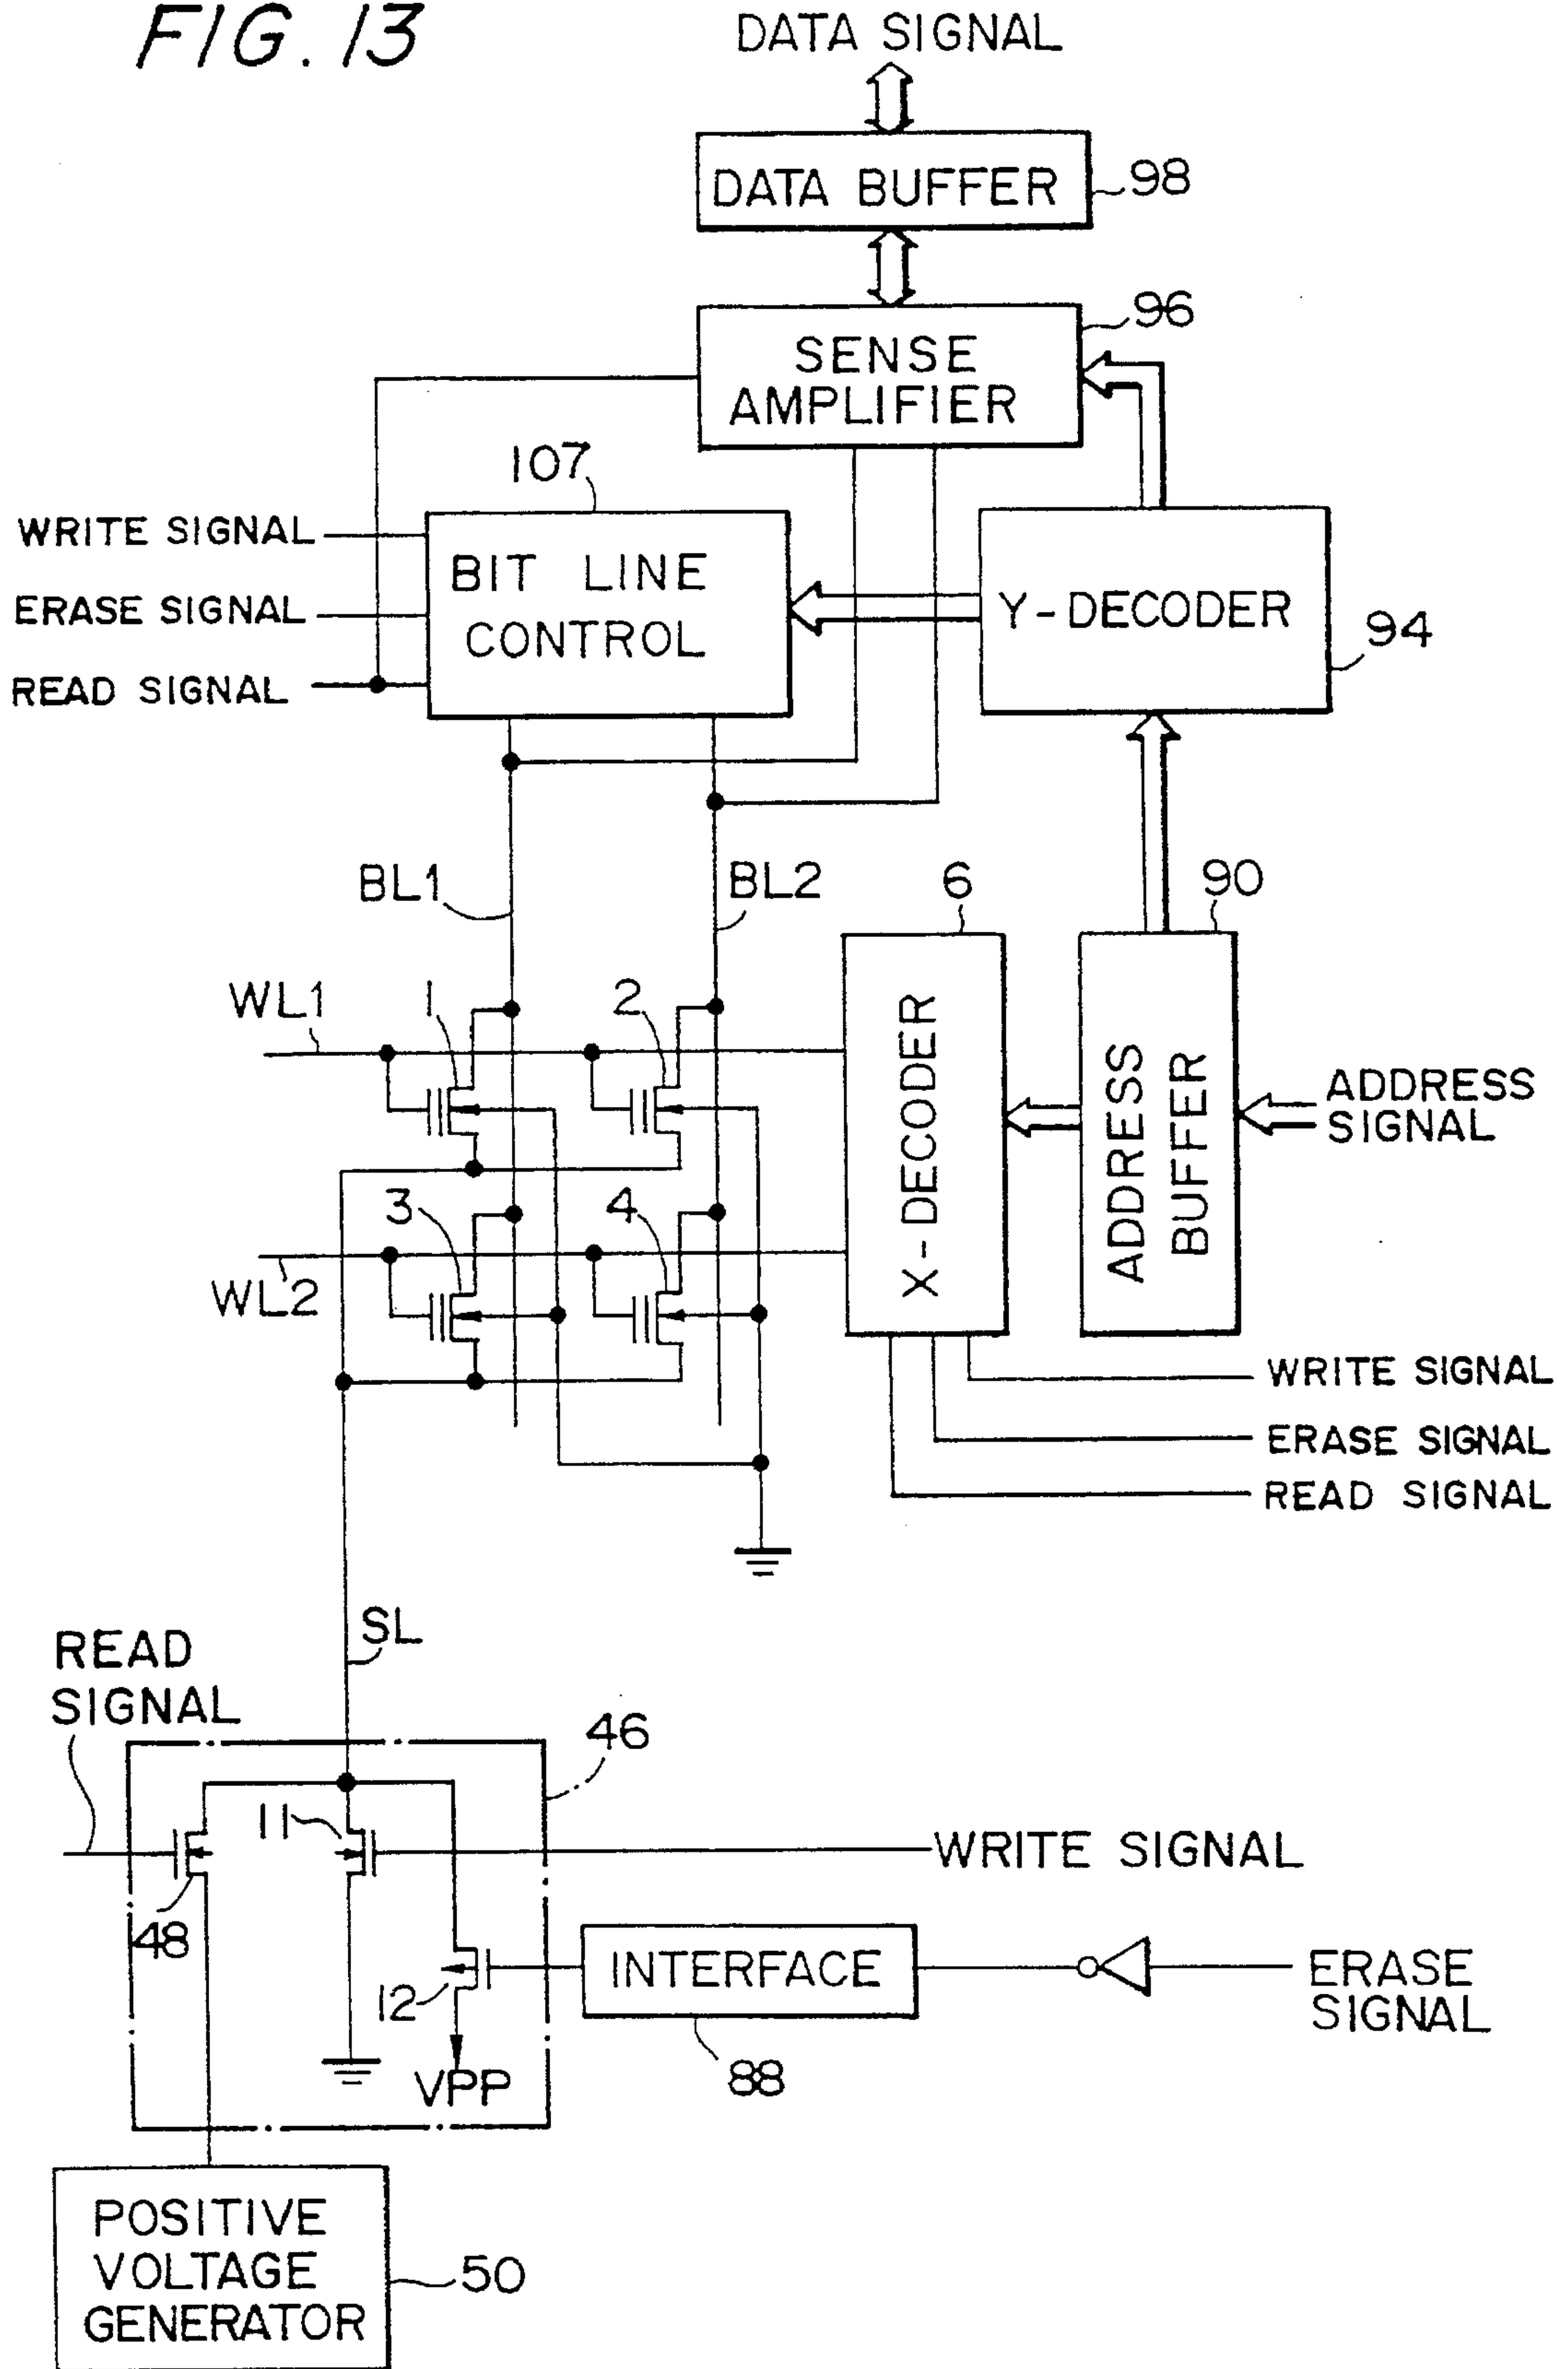 FIG. 13
DATA SIGNAL
DATA BUFFER
98
96
SENSE
AMPLIFIER
107
WRITE SIGNAL
BIT LINE
CONTROL
ERASE SIGNAL
Y-DECODER
94
READ SIGNAL
BL1
BL2
6
90
WL1
1
2
X-DECODER
ADDRESS
BUFFER
ADDRESS
SIGNAL
3
4
WL2
WRITE SIGNAL
ERASE SIGNAL
READ SIGNAL
SL
READ
SIGNAL
46
11
WRITE SIGNAL
48
12
INTERFACE
ERASE
SIGNAL
VPP
88
POSITIVE
VOLTAGE
GENERATOR
50